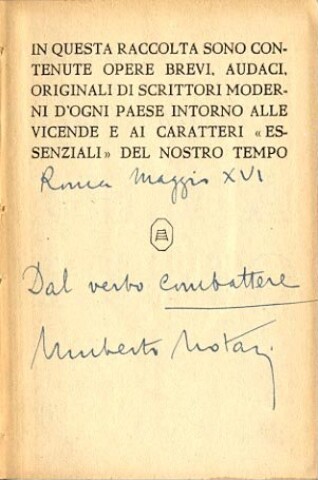 IN QUESTA RACCOLTA SONO CON-
TENUTE OPERE BREVI, AUDACI,
ORIGINALI DI SCRITTORI MODER-
NI D'OGNI PAESE INTORNO ALLE
VICENDE E AI CARATTERI «ES-
SENZIALI» DEL NOSTRO TEMPO
Roma Maggio XVI
Dal verbo combattere
Umberto Notari